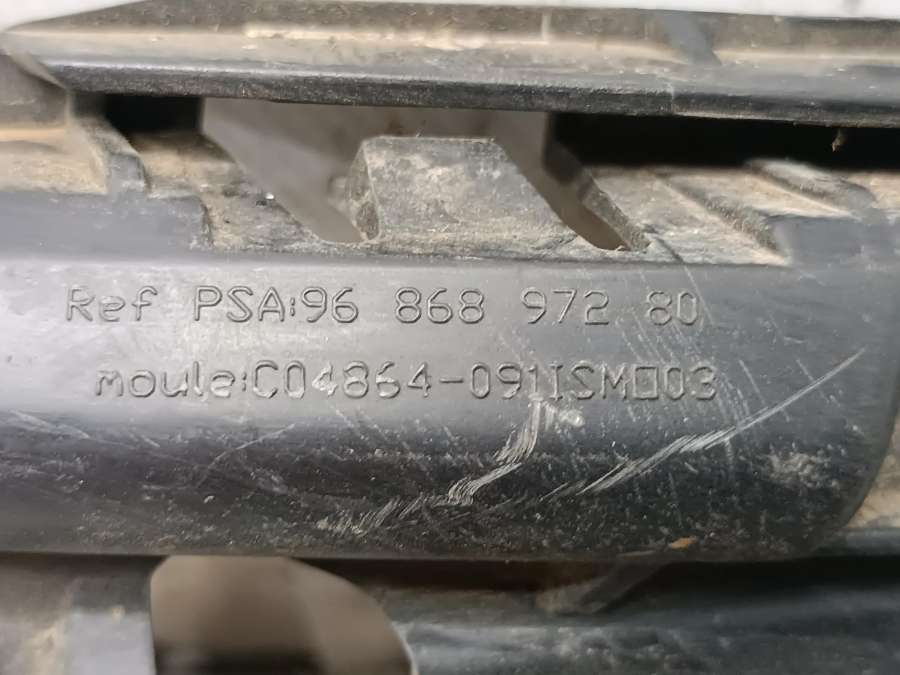 Ref PSA:96 868 972 80
moule:C04864-091ISM□03